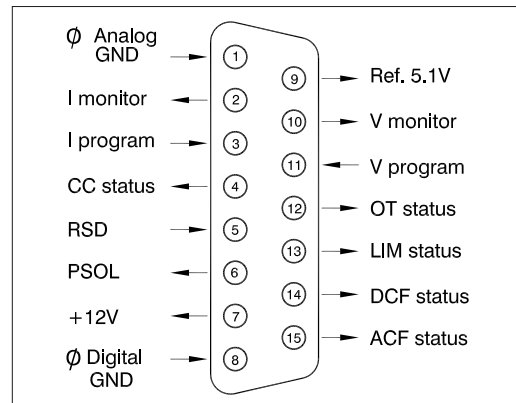 ϕ Analog
GND
1
I monitor
2
I program
3
CC status
4
RSD
5
PSOL
6
+12V
7
ϕ Digital
GND
8
9
Ref. 5.1V
10
V monitor
11
V program
12
OT status
13
LIM status
14
DCF status
15
ACF status